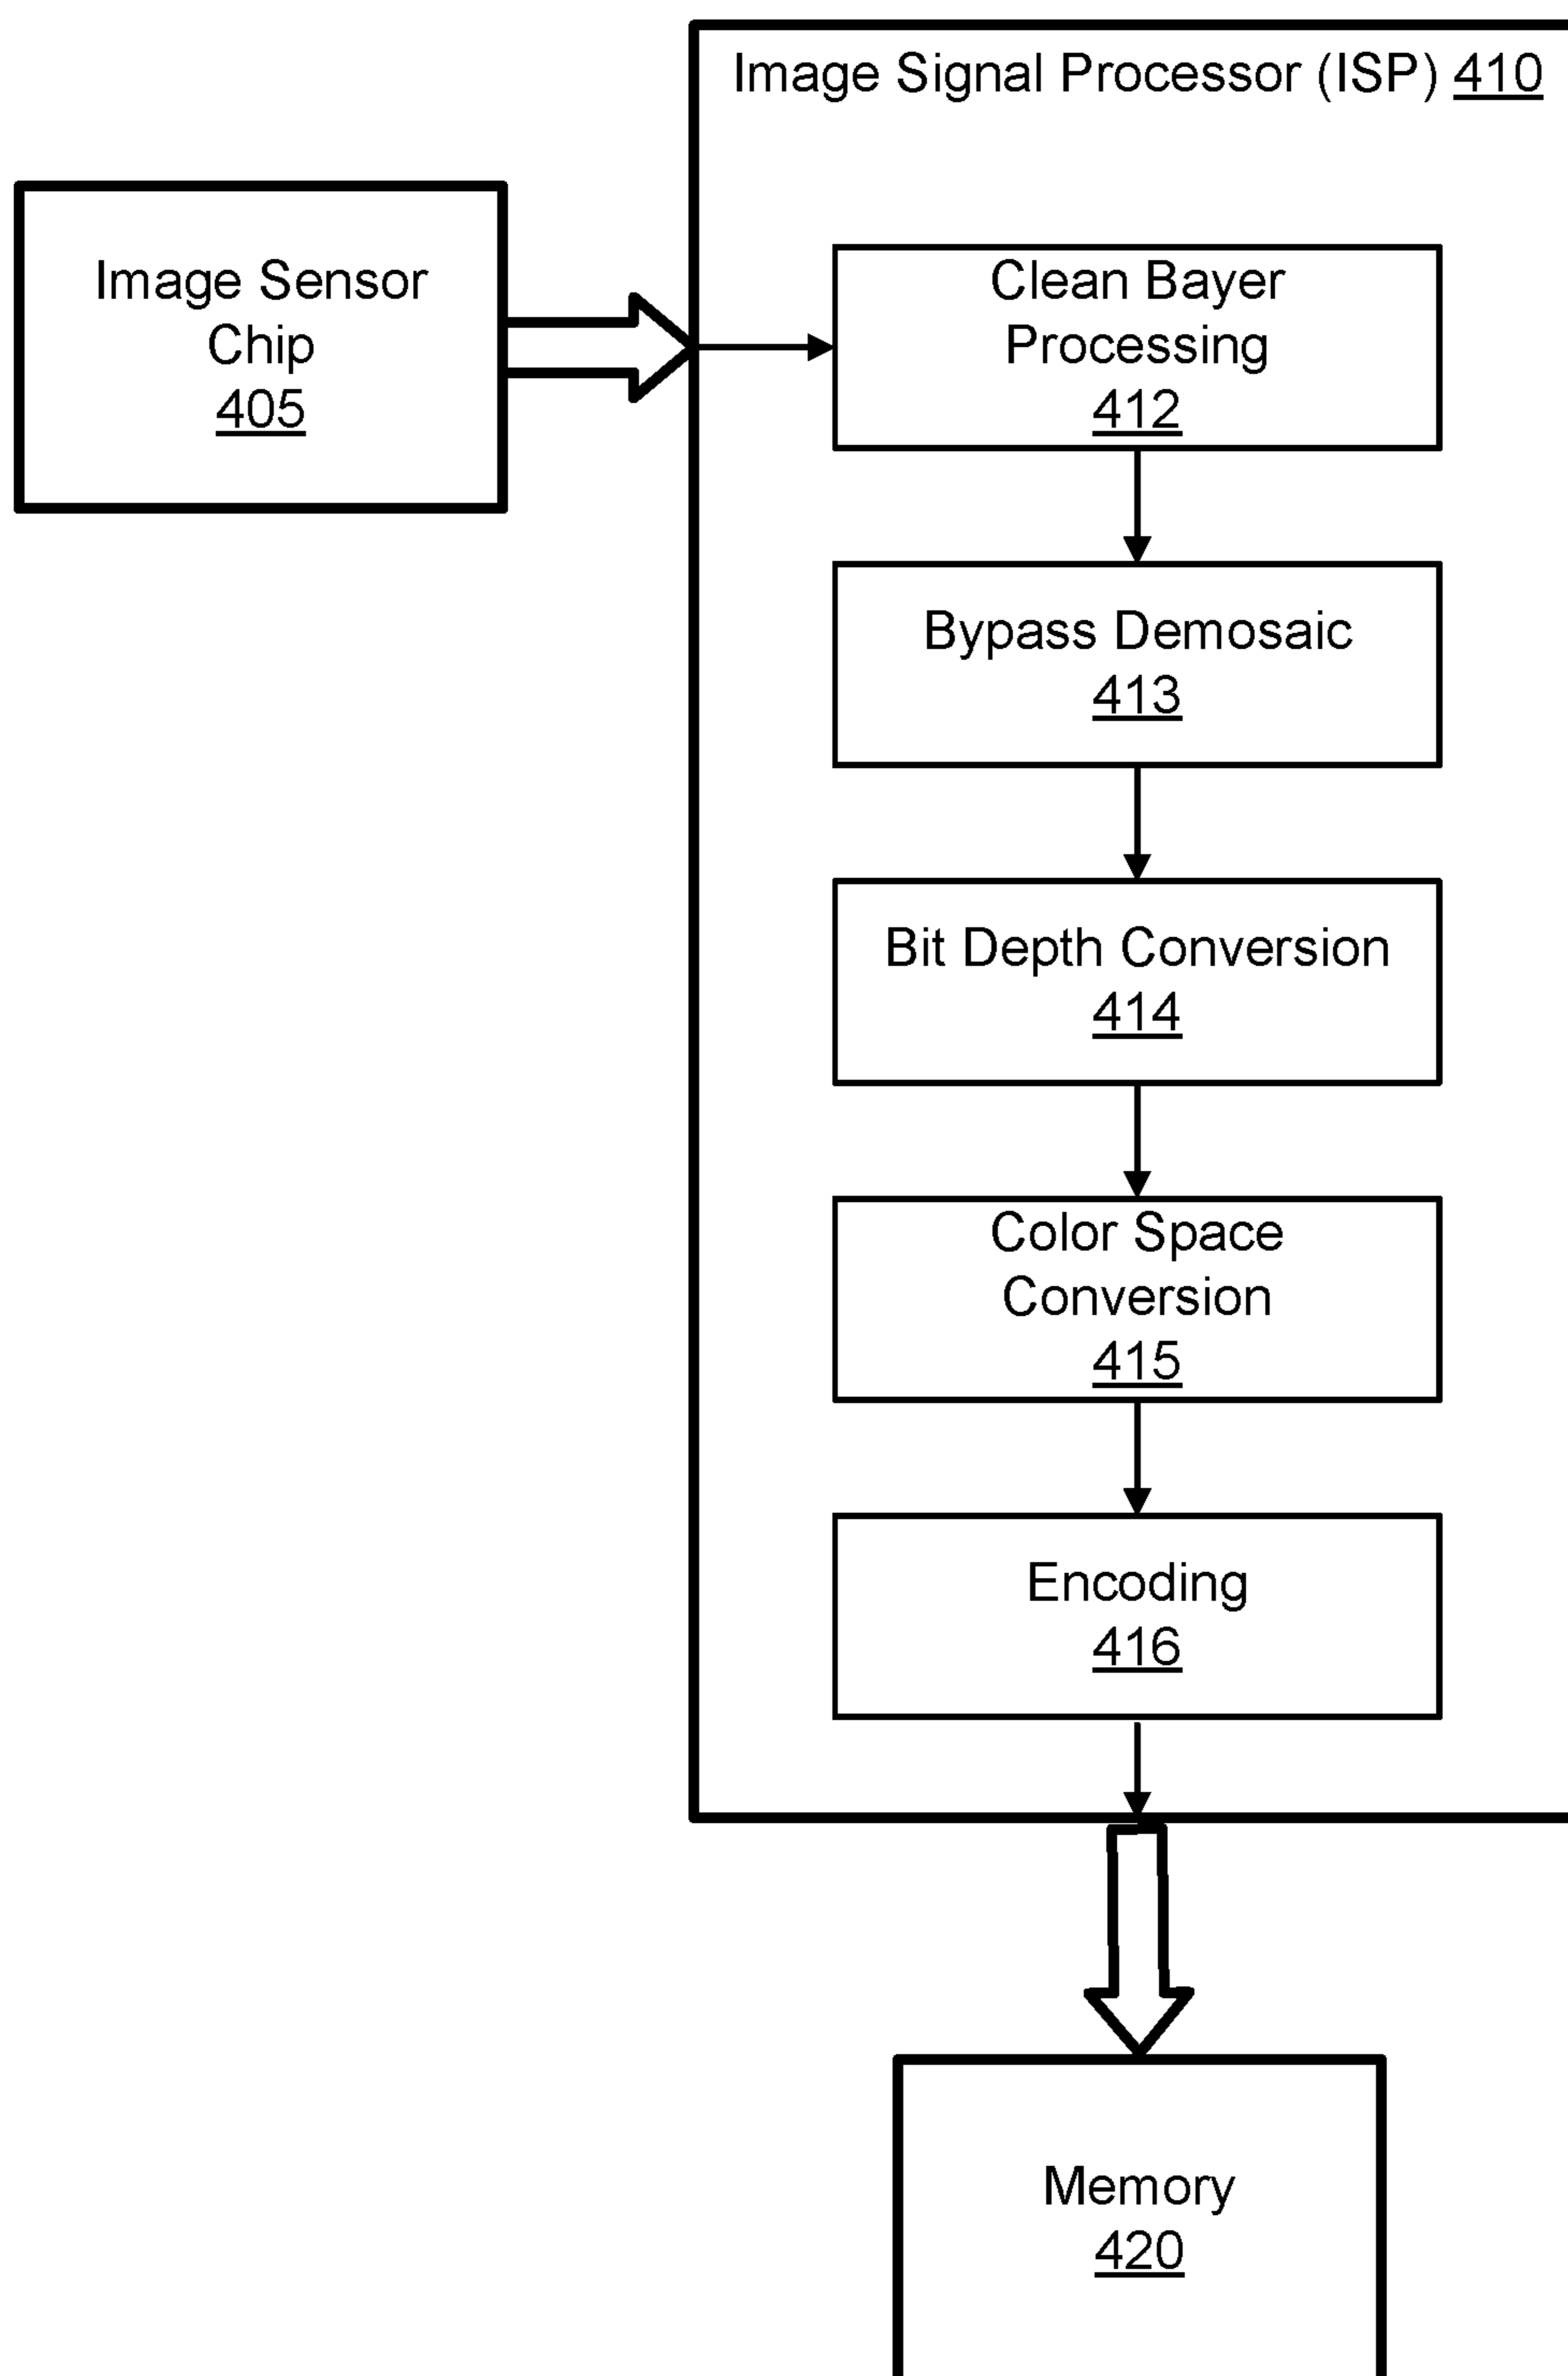 Image Signal Processor (ISP) 410
Image Sensor
Chip
405
Clean Bayer
Processing
412
Bypass Demosaic
413
Bit Depth Conversion
414
Color Space
Conversion
415
Encoding
416
Memory
420